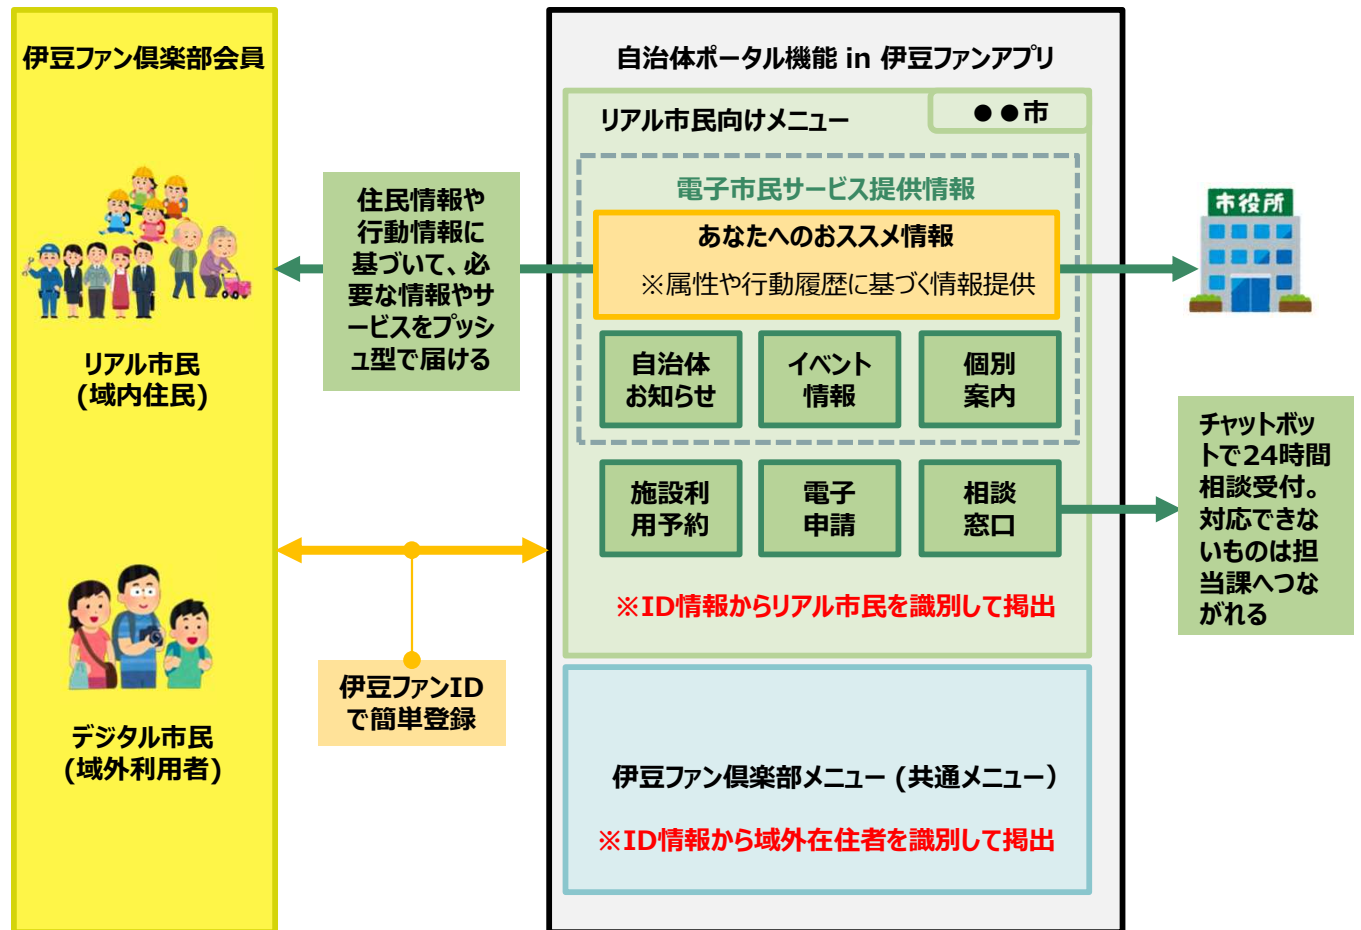 伊豆ファン倶楽部会員
リアル市民
(域内住民)
デジタル市民
(域外利用者)
住民情報や
行動情報に
基づいて、必
要な情報やサ
ービスをプッシ
ュ型で届ける
伊豆ファンID
で簡単登録
自治体ポータル機能 in 伊豆ファンアプリ
リアル市民向けメニュー
●●市
電子市民サービス提供情報
あなたへのおススメ情報
※属性や行動履歴に基づく情報提供
自治体
お知らせ
イベント
情報
個別
案内
施設利
用予約
電子
申請
相談
窓口
※ID情報からリアル市民を識別して掲出
伊豆ファン倶楽部メニュー (共通メニュー）
※ID情報から域外在住者を識別して掲出
市役所
チャットボッ
トで24時間
相談受付。
対応できな
いものは担
当課へつな
がれる